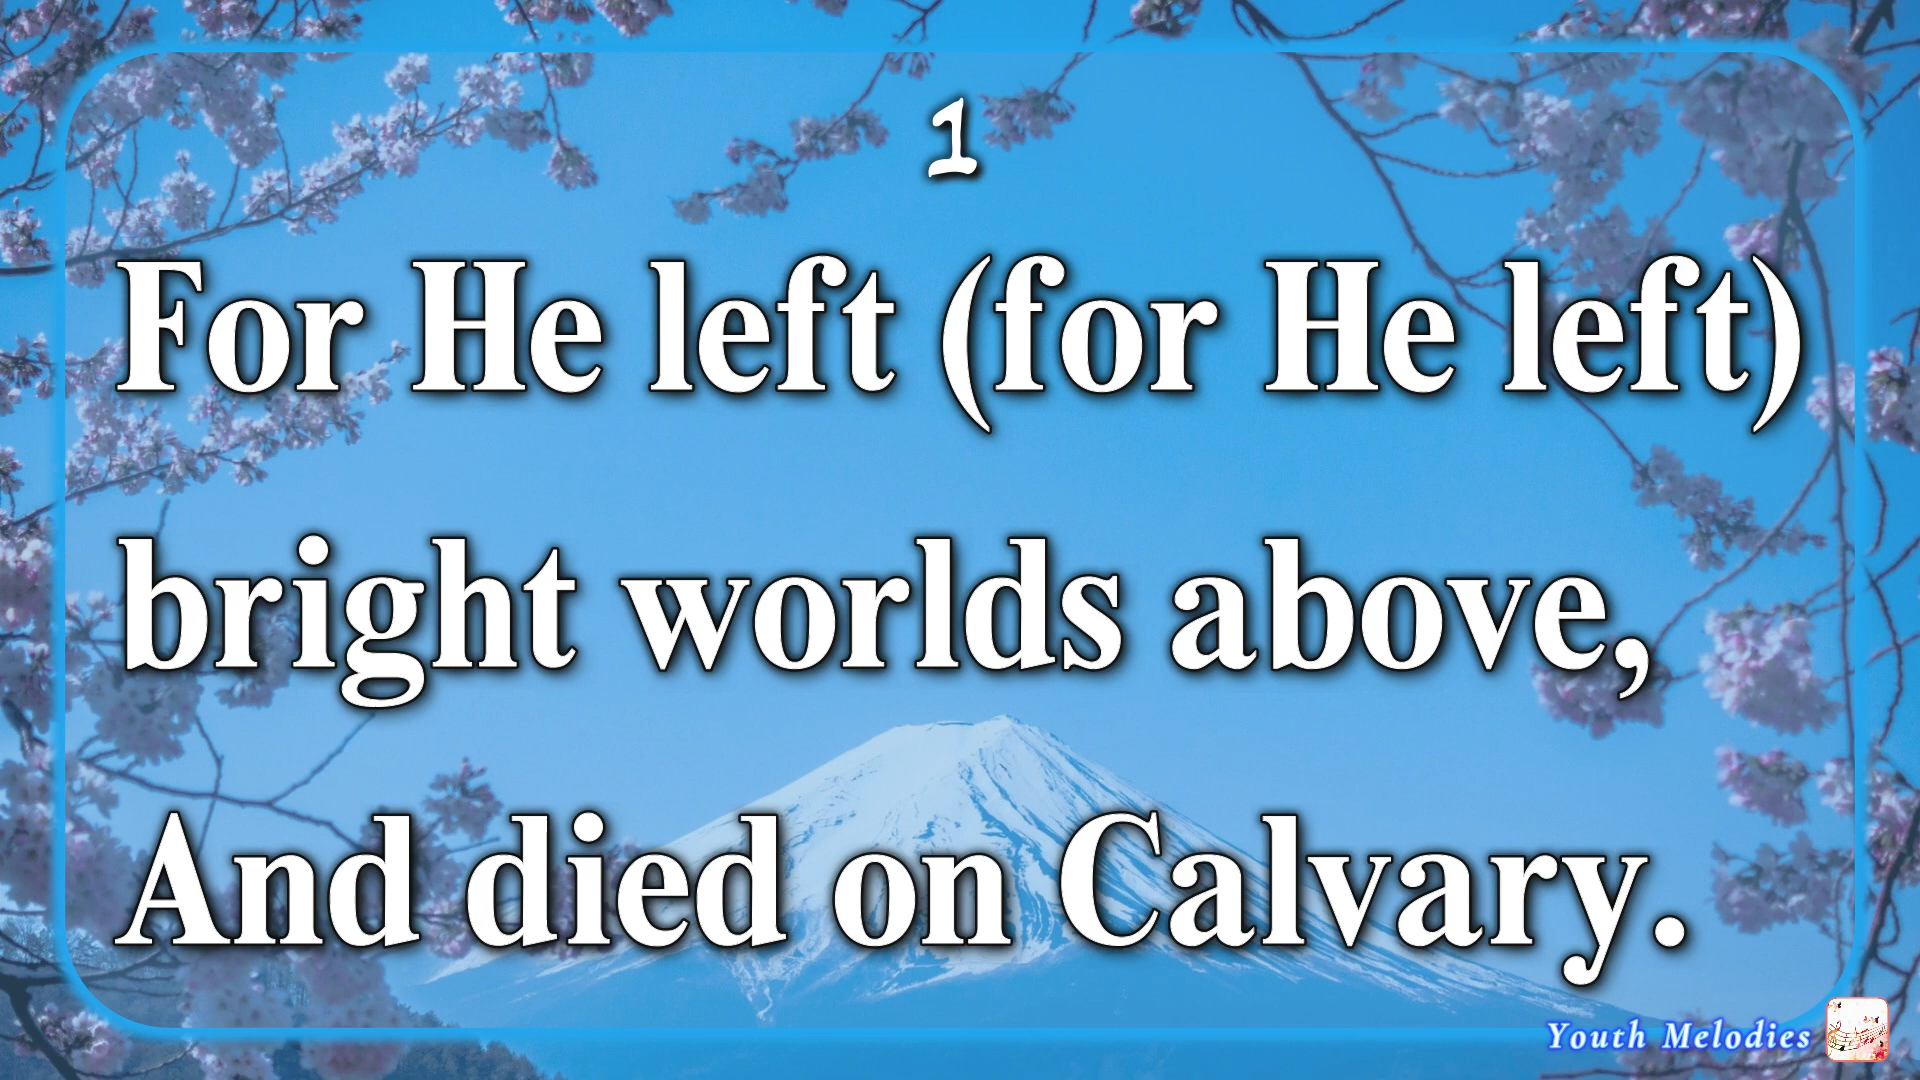 1
For He left (for He left)
bright worlds above,
And died on Calvary.
Youth Melodies